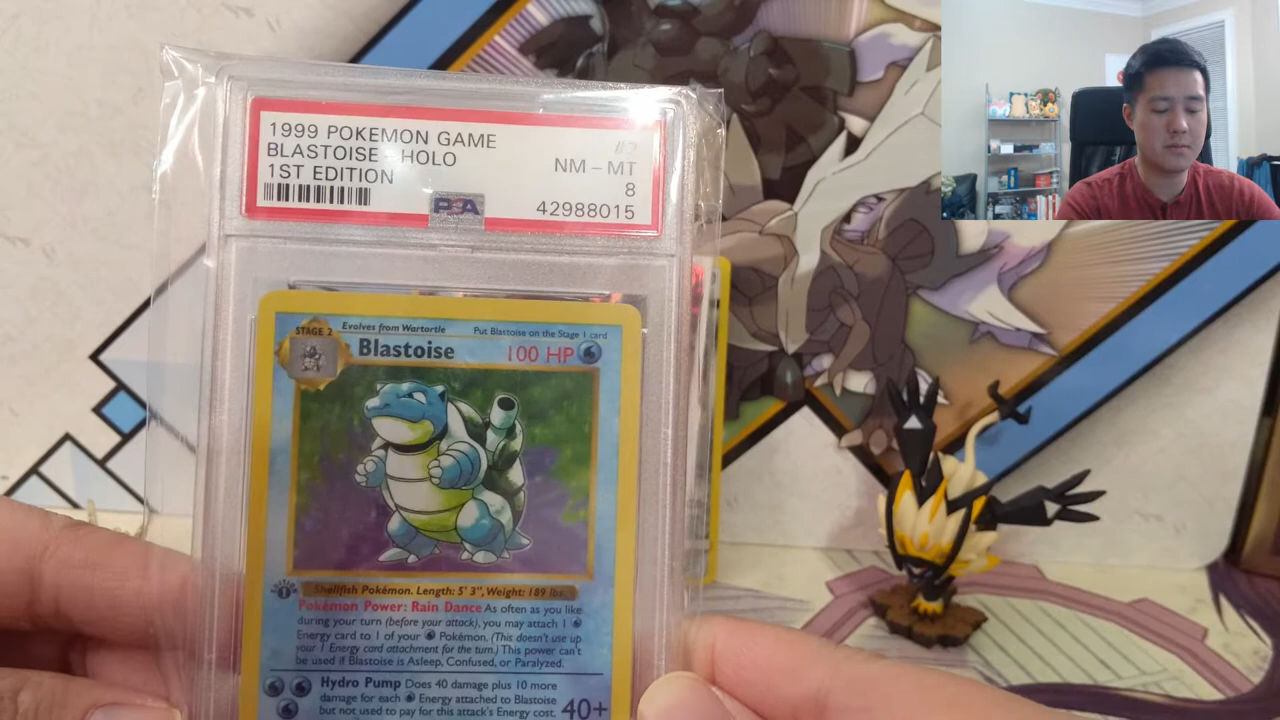 1999 POKEMON GAME
BLASTOISE - HOLO
1ST EDITION
NM - MT
8
42988015
PSA
STAGE 2
Evolves from Wartortle
Put Blastoise on the Stage 1 card
Blastoise
100 HP
EDITION
1
Shellfish Pokémon. Length: 5' 3", Weight: 189 lbs.
Pokémon Power: Rain Dance As often as you like
during your turn (before your attack), you may attach 1
Energy card to 1 of your Pokémon. (This doesn't use up
your 1 Energy card attachment for the turn.) This power can't
be used if Blastoise is Asleep, Confused, or Paralyzed.
Hydro Pump Does 40 damage plus 10 more
damage for each Energy attached to Blastoise
but not used to pay for this attack's Energy cost.
40+